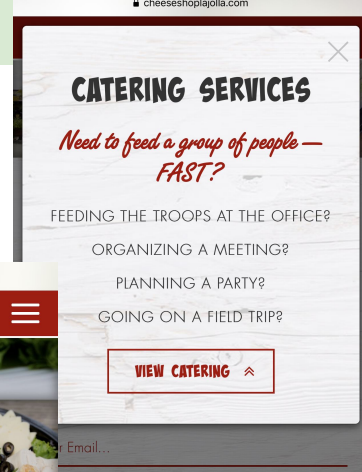 cheeseshoplajolla.com
CATERING SERVICES
Need to feed a group of people —
FAST?
FEEDING THE TROOPS AT THE OFFICE?
ORGANIZING A MEETING?
PLANNING A PARTY?
GOING ON A FIELD TRIP?
VIEW CATERING
Email...